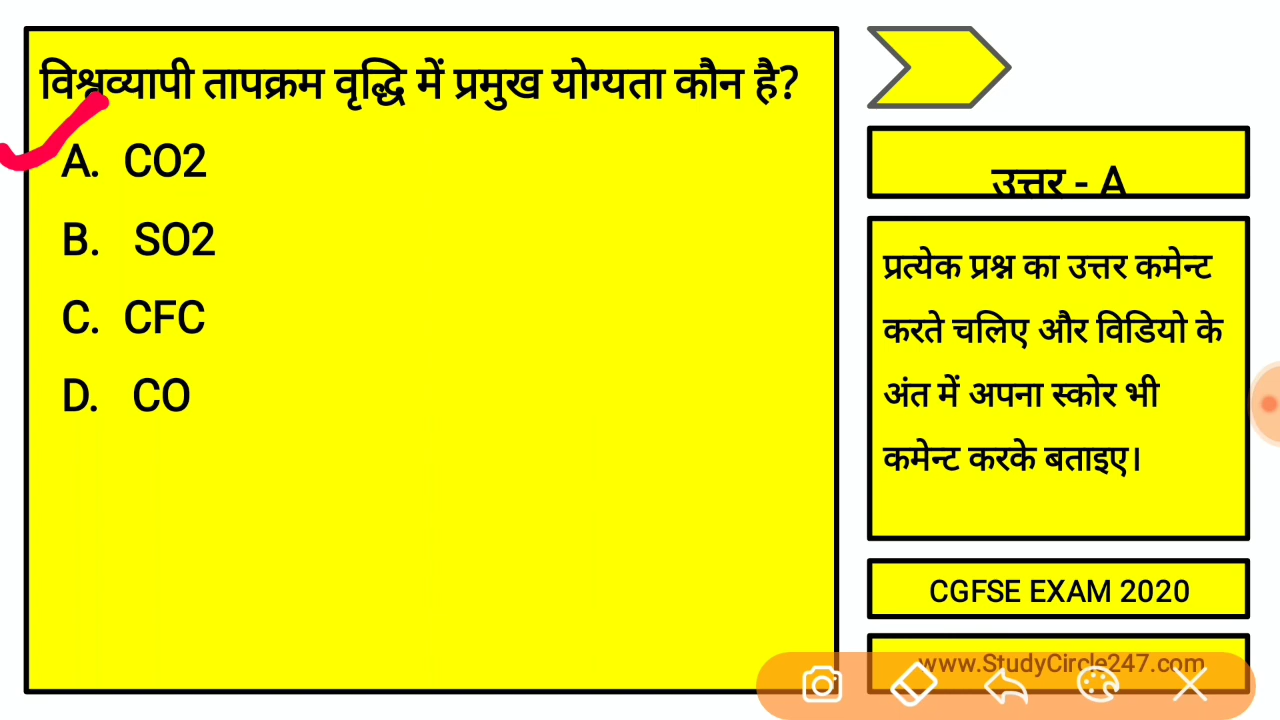 विश्वव्यापी तापक्रम वृद्धि में प्रमुख योग्यता कौन है?
A. CO2
B. SO2
C. CFC
D. CO
उत्तर - A
प्रत्येक प्रश्न का उत्तर कमेन्ट
करते चलिए और विडियो के
अंत में अपना स्कोर भी
कमेन्ट करके बताइए।
CGFSE EXAM 2020
www.StudyCircle247.com